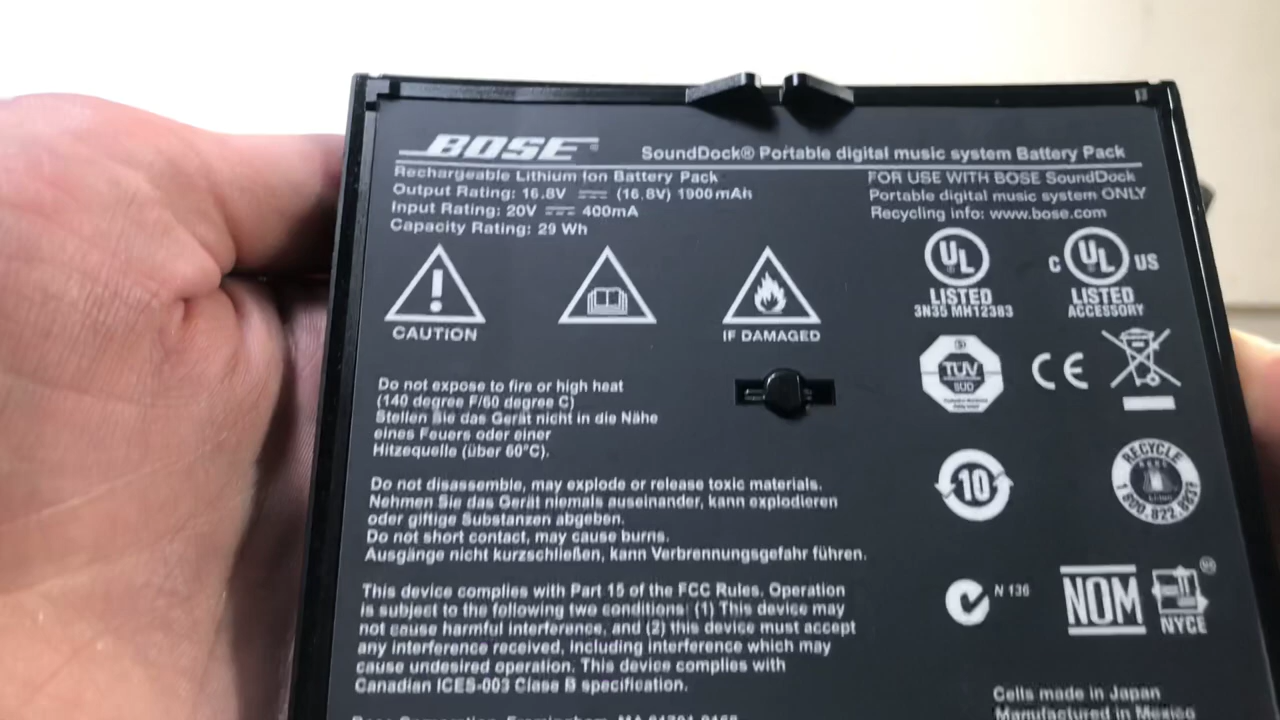 BOSE
SoundDock® Portable digital music system Battery Pack
Rechargeable Lithium Ion Battery Pack
Output Rating: 16.8V (16.8V) 1900mAh
Input Rating: 20V 400mA
Capacity Rating: 29 Wh
FOR USE WITH BOSE SoundDock
Portable digital music system ONLY
Recycling info: www.bose.com
CAUTION
IF DAMAGED
UL
LISTED
3N35 MH12383
C UL US
LISTED
ACCESSORY
TÜV
SÜD
CE
Do not expose to fire or high heat
(140 degree F/60 degree C)
Stellen Sie das Gerät nicht in die Nähe
eines Feuers oder einer
Hitzequelle (über 60°C).
10
RECYCLE
Li-Ion
1.800.822.8837
Do not disassemble, may explode or release toxic materials.
Nehmen Sie das Gerät niemals auseinander, kann explodieren
oder giftige Substanzen abgeben.
Do not short contact, may cause burns.
Ausgänge nicht kurzschließen, kann Verbrennungsgefahr führen.
This device complies with Part 15 of the FCC Rules. Operation
is subject to the following two conditions: (1) This device may
not cause harmful interference, and (2) this device must accept
any interference received, including interference which may
cause undesired operation. This device complies with
Canadian ICES-003 Class B specification.
N 136
NOM
NYCE
Cells made in Japan
Manufactured in Mexico
Bose Corporation, Framingham, MA 01701-9168